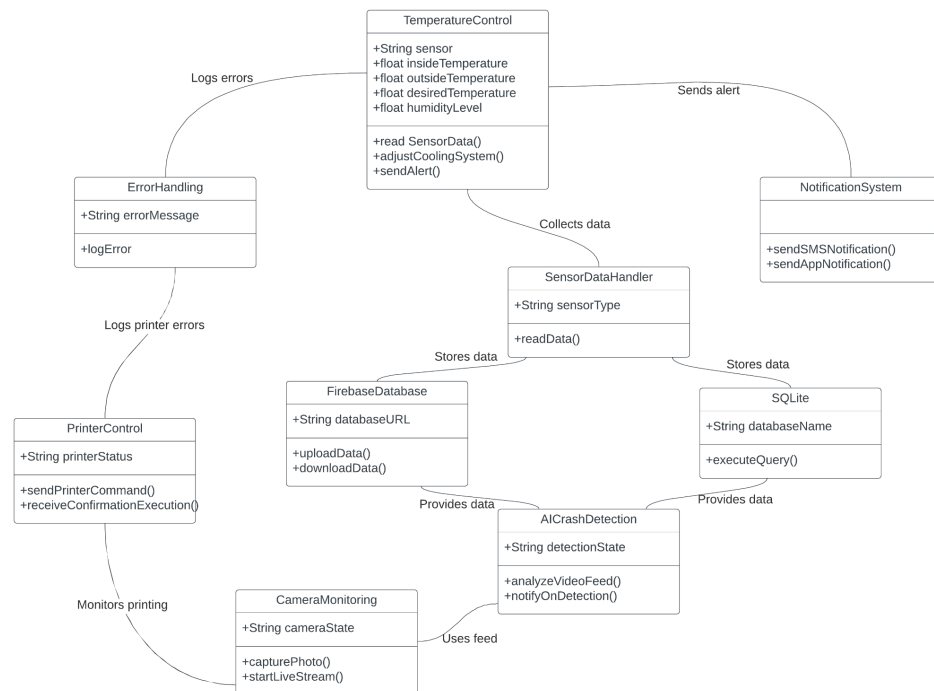 TemperatureControl
+String sensor
+float insideTemperature
+float outsideTemperature
+float desiredTemperature
+float humidityLevel
+read SensorData()
+adjustCoolingSystem()
+sendAlert()
Logs errors
Sends alert
ErrorHandling
+String errorMessage
+logError
NotificationSystem
+sendSMSNotification()
+sendAppNotification()
Collects data
SensorDataHandler
+String sensorType
+readData()
Logs printer errors
Stores data
Stores data
FirebaseDatabase
+String databaseURL
+uploadData()
+downloadData()
SQLite
+String databaseName
+executeQuery()
PrinterControl
+String printerStatus
+sendPrinterCommand()
+receiveConfirmationExecution()
Provides data
Provides data
AICrashDetection
+String detectionState
+analyzeVideoFeed()
+notifyOnDetection()
Monitors printing
CameraMonitoring
+String cameraState
+capturePhoto()
+startLiveStream()
Uses feed